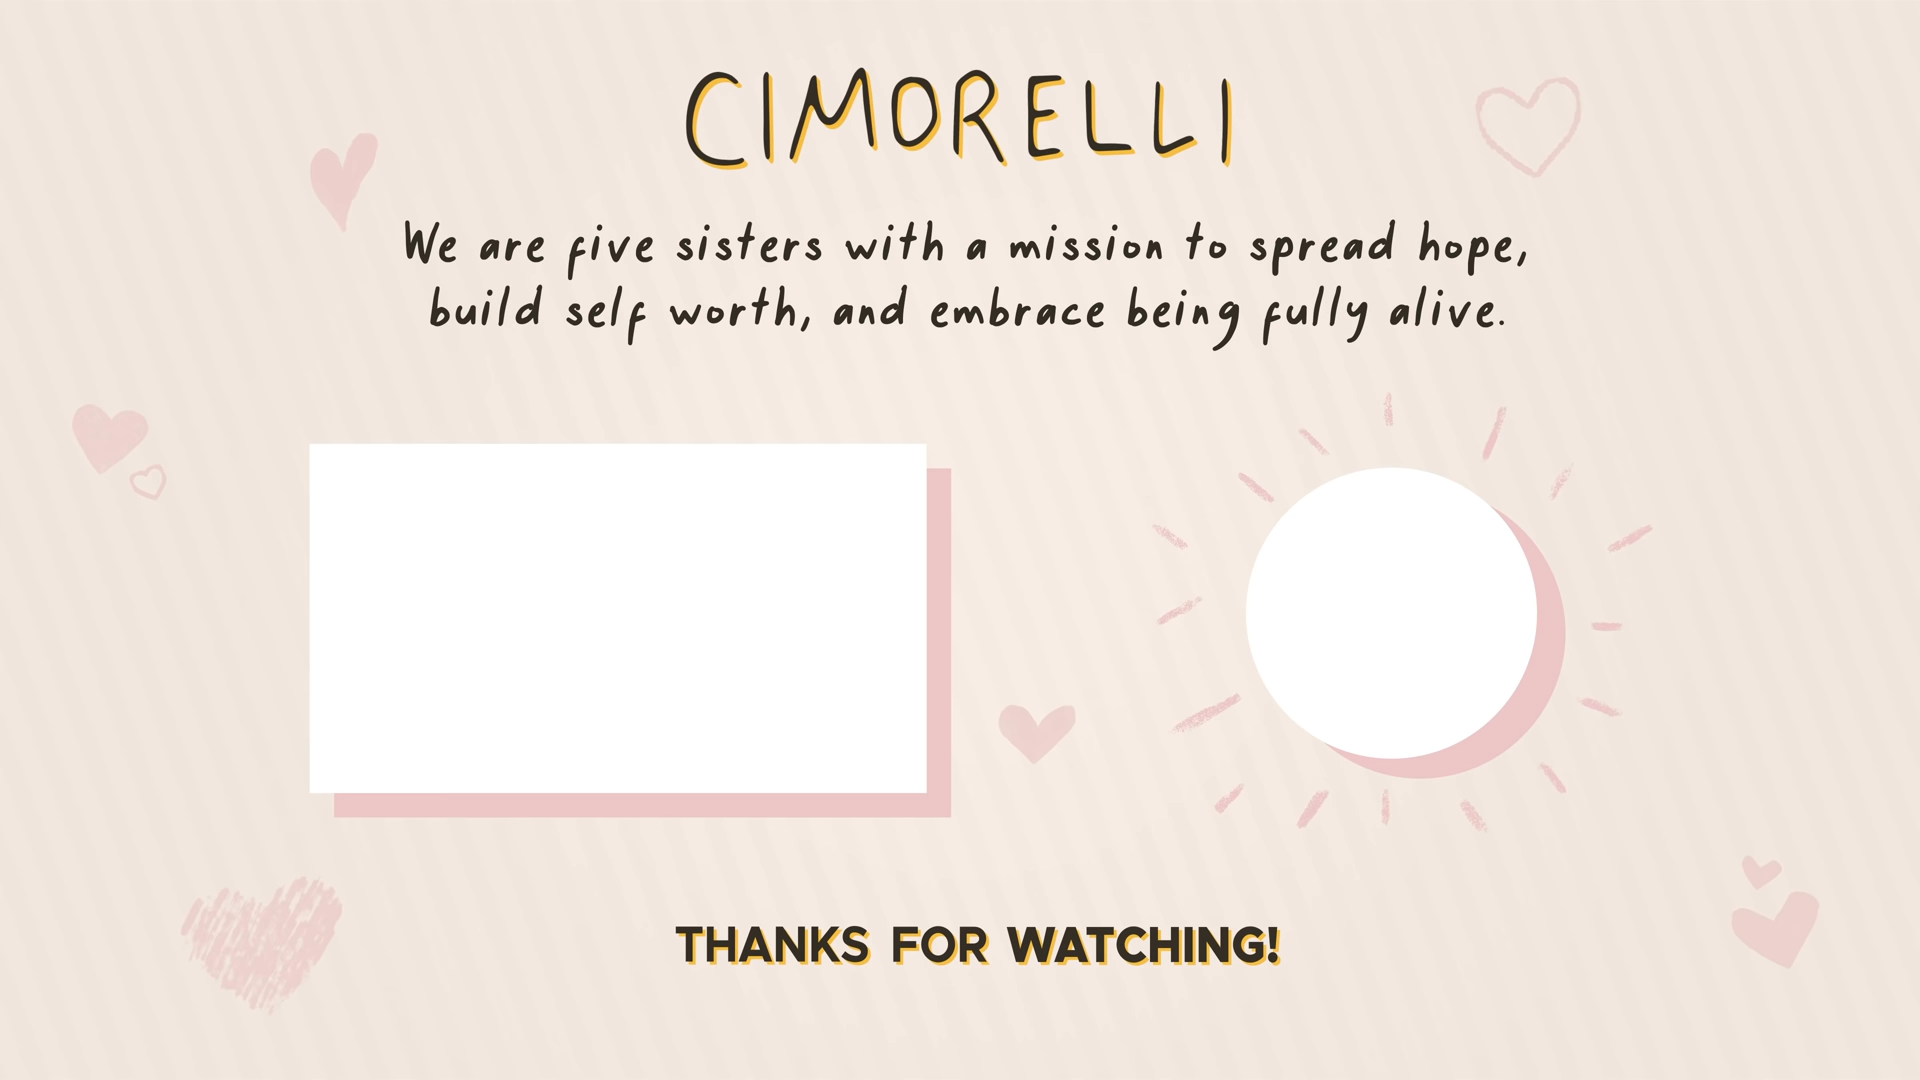 CIMORELLI
We are five sisters with a mission to spread hope,
build self worth, and embrace being fully alive.
THANKS FOR WATCHING!